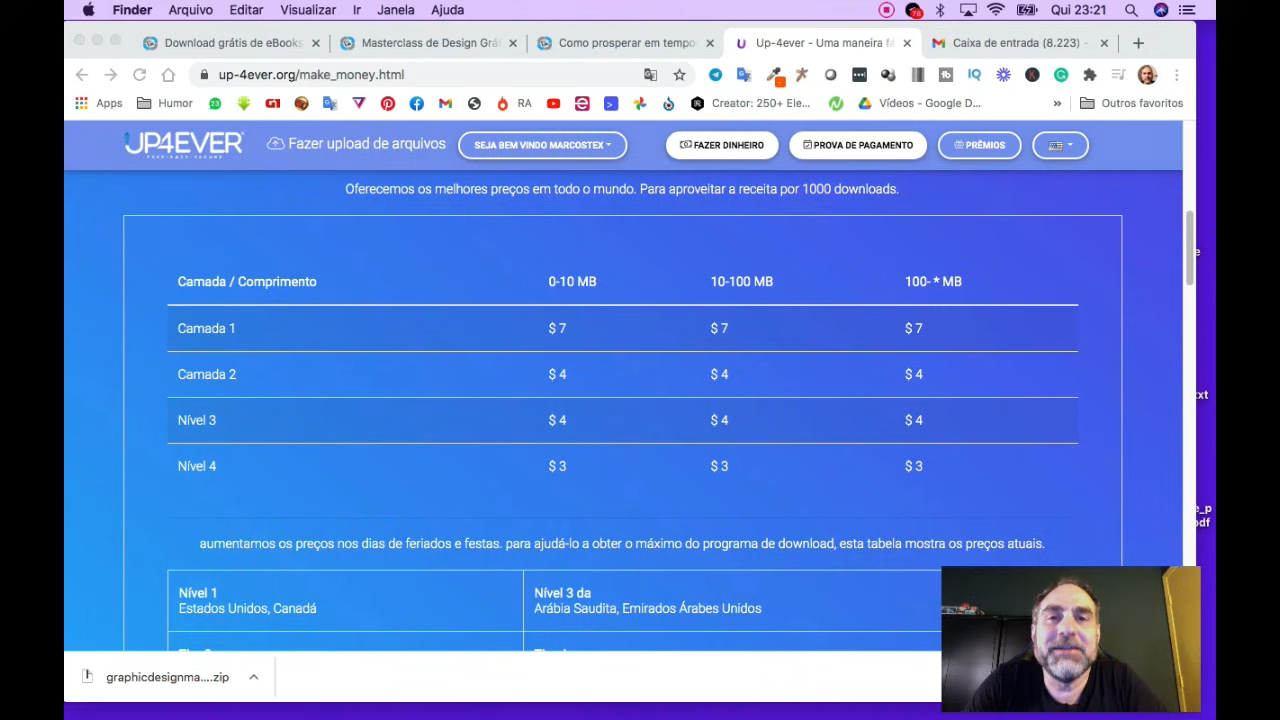 Finder Arquivo Editar Visualizar Ir Janela Ajuda Qui 23:21
Download grátis de eBooks Masterclass de Design Grá Como prosperar em tempo Up-4ever - Uma maneira fá Caixa de entrada (8.223) -
up-4ever.org/make_money.html
Apps Humor 23 G1 RA Creator: 250+ Ele... Vídeos - Google D... » Outros favoritos
UP4EVER Fazer upload de arquivos SEJA BEM VINDO MARCOSTEX FAZER DINHEIRO PROVA DE PAGAMENTO PRÊMIOS
Oferecemos os melhores preços em todo o mundo. Para aproveitar a receita por 1000 downloads.
Camada / Comprimento 0-10 MB 10-100 MB 100- * MB
Camada 1 $ 7 $ 7 $ 7
Camada 2 $ 4 $ 4 $ 4
Nível 3 $ 4 $ 4 $ 4
Nível 4 $ 3 $ 3 $ 3
aumentamos os preços nos dias de feriados e festas. para ajudá-lo a obter o máximo do programa de download, esta tabela mostra os preços atuais.
Nível 1 Nível 3 da
Estados Unidos, Canadá Arábia Saudita, Emirados Árabes Unidos
graphicdesignma....zip